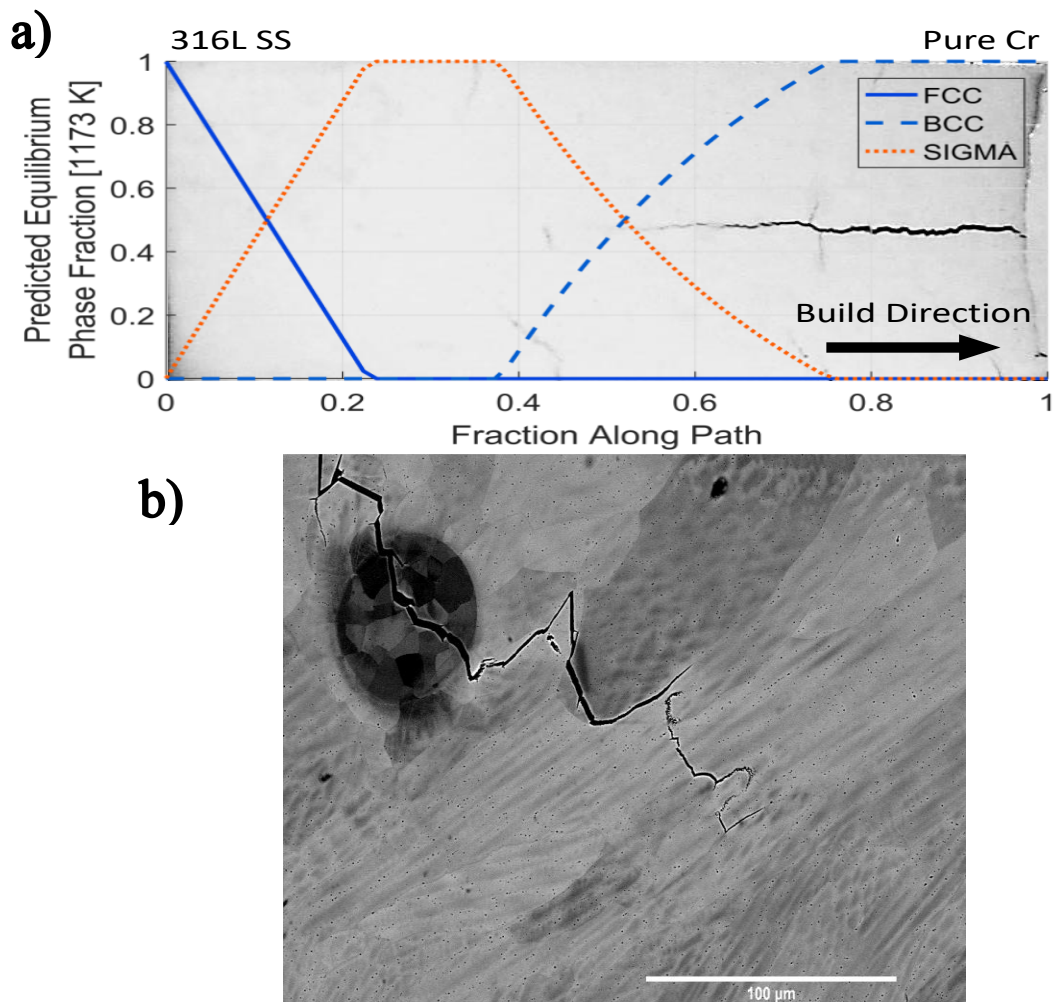 a)
316L SS
Pure Cr
Predicted Equilibrium
Phase Fraction [1173 K]
1
0.8
0.6
0.4
0.2
0
FCC
BCC
SIGMA
Build Direction
0
0.2
0.4
0.6
0.8
1
Fraction Along Path
b)
100 µm